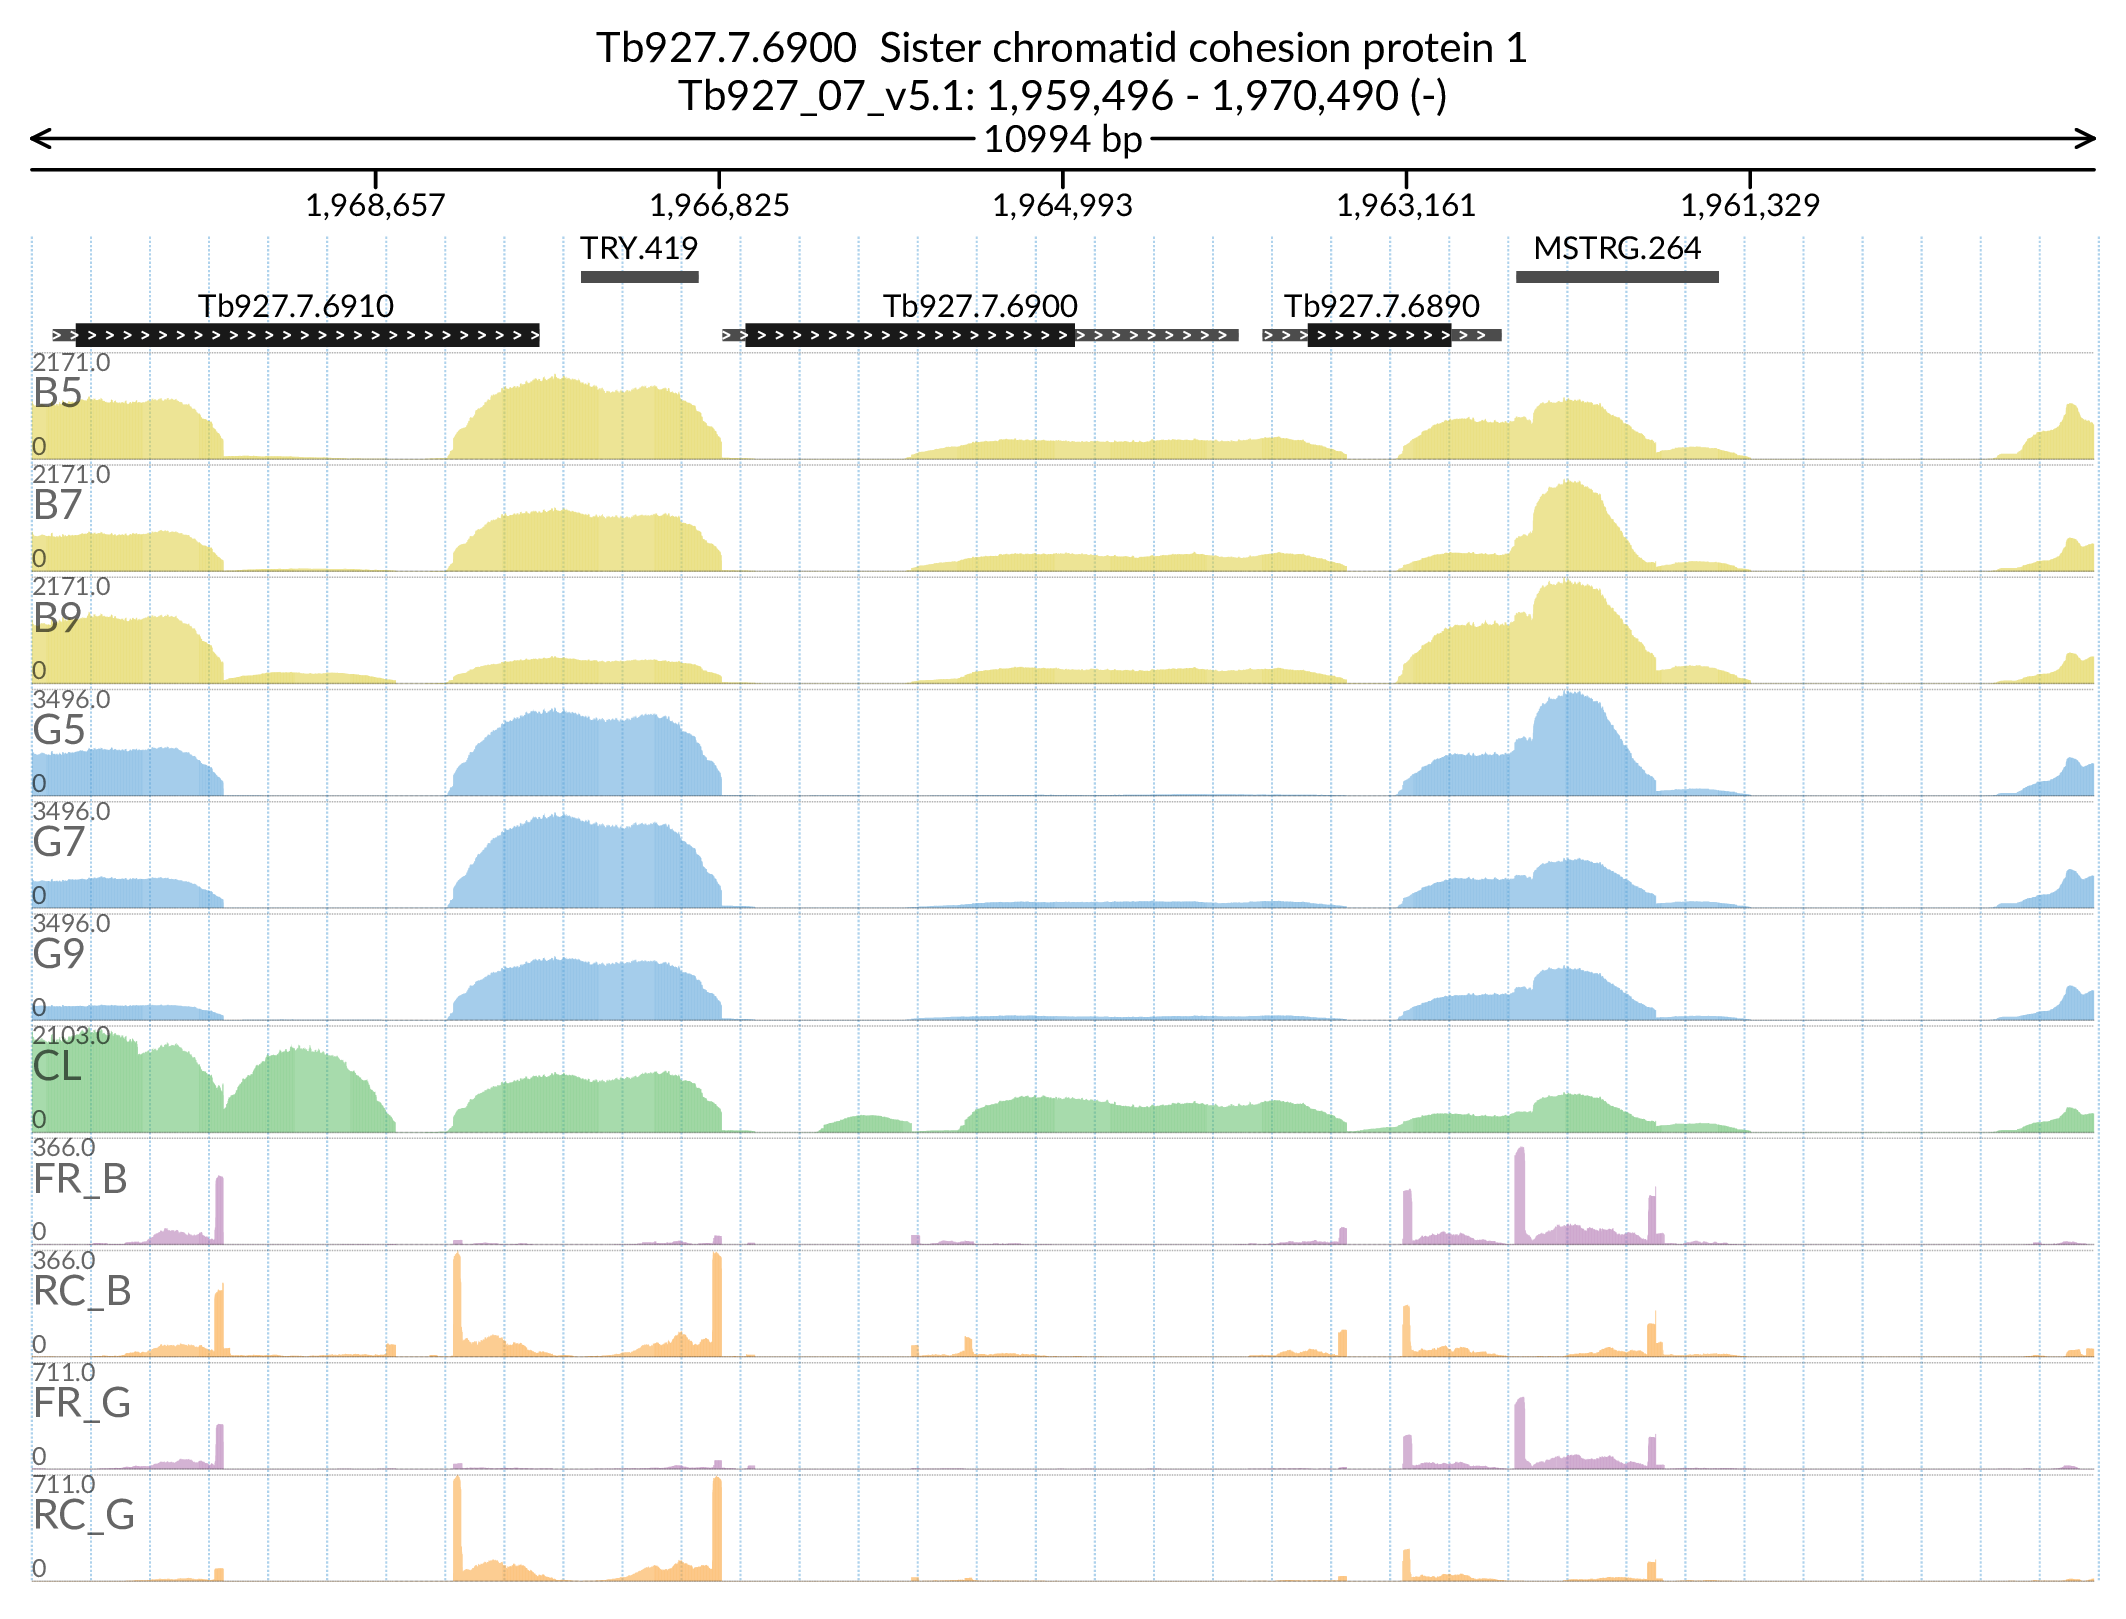 Tb927.7.6900  Sister chromatid cohesion protein 1
Tb927_07_v5.1: 1,959,496 - 1,970,490 (-)
10994 bp
1,968,657 1,966,825 1,964,993 1,963,161 1,961,329
TRY.419 MSTRG.264
Tb927.7.6910 Tb927.7.6900 Tb927.7.6890
2171.0
B5
0
2171.0
B7
0
2171.0
B9
0
3496.0
G5
0
3496.0
G7
0
3496.0
G9
0
2103.0
CL
0
366.0
FR_B
0
366.0
RC_B
0
711.0
FR_G
0
711.0
RC_G
0